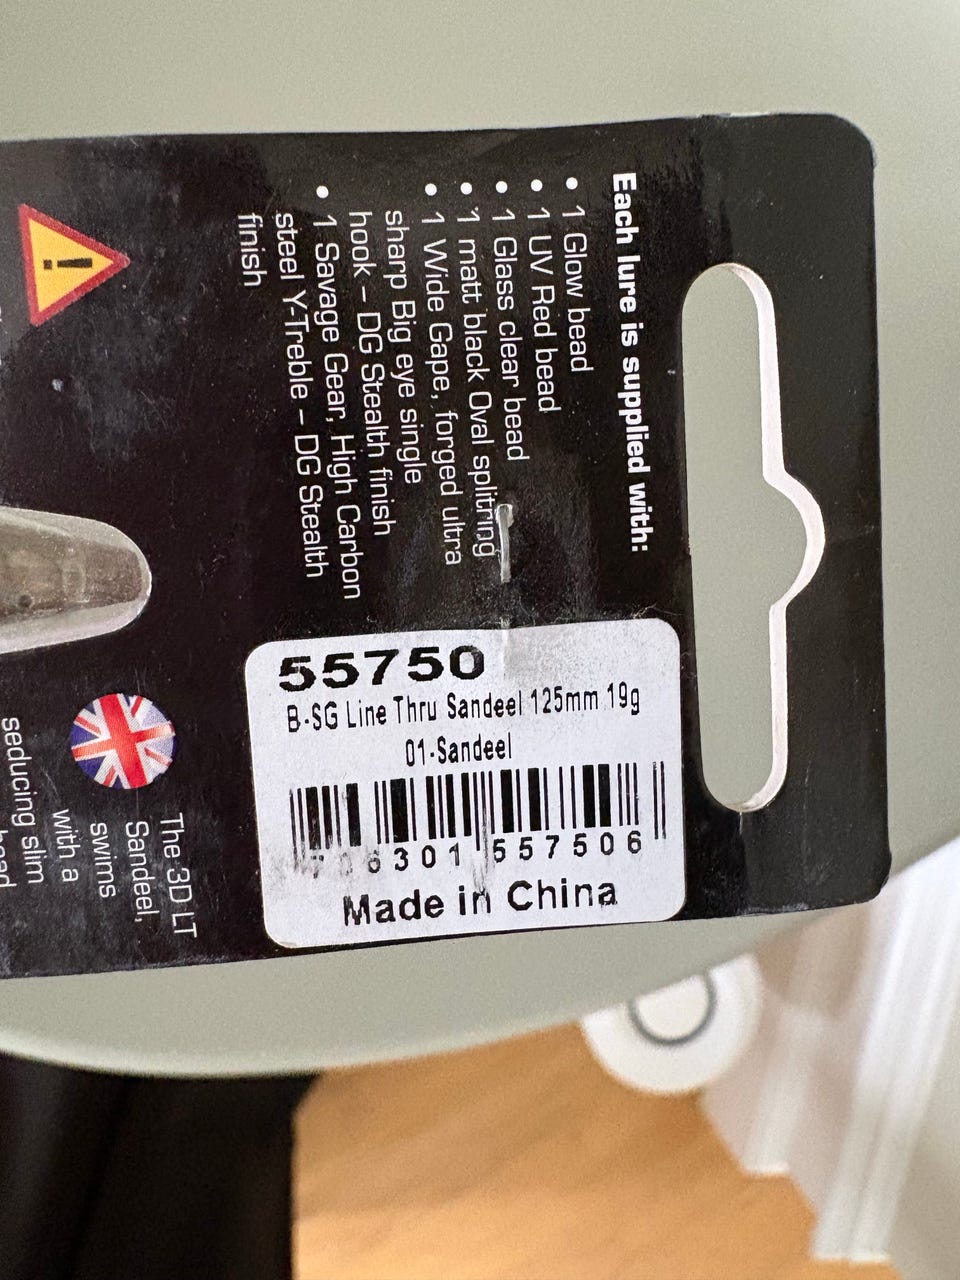 Each lure is supplied with:
• 1 Glow bead
• 1 UV Red bead
• 1 Glass clear bead
• 1 matt black Oval splitring
• 1 Wide Gape, forged ultra
sharp Big eye single
hook – DG Stealth finish
• 1 Savage Gear, High Carbon
steel Y-Treble – DG Stealth
finish
55750
B-SG Line Thru Sandeel 125mm 19g
01-Sandeel
301 557506
Made in China
The 3D LT
Sandeel,
swims
with a
seducing slim